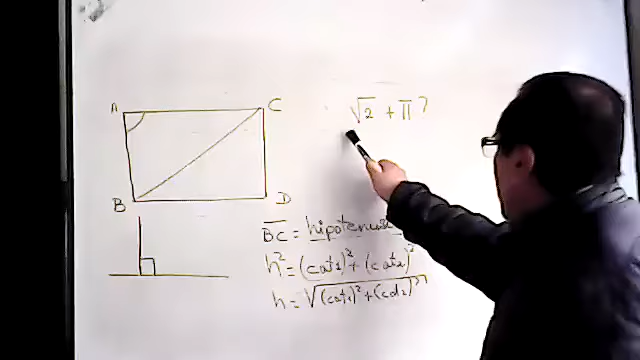 A
C
√2 + π ?
B
D
BC = hipotenusa
h² = (cat₁)² + (cat₂)²
h = √(cat₁)² + (cat₂)²